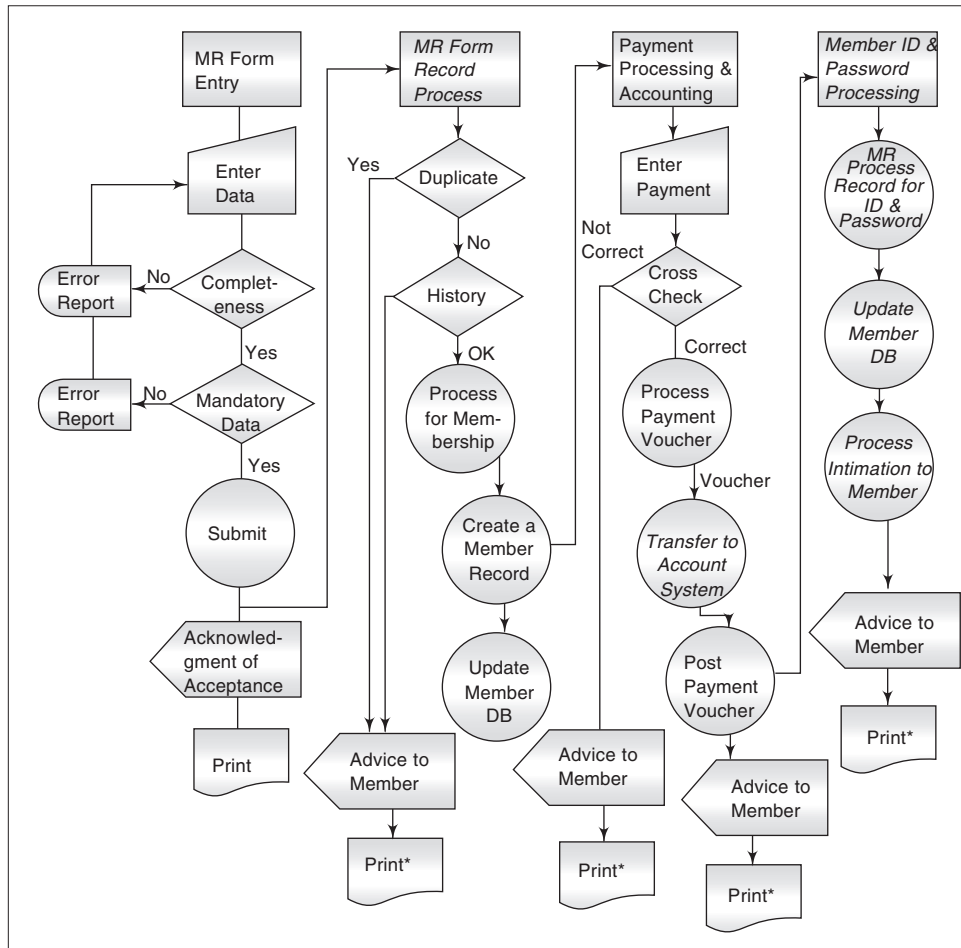 MR Form
Entry
Enter
Data
Error
Report
No
Complet-
eness
Yes
Error
Report
No
Mandatory
Data
Yes
Submit
Acknowled-
gment of
Acceptance
Print
MR Form
Record
Process
Yes
Duplicate
No
History
OK
Process
for Mem-
bership
Create a
Member
Record
Update
Member
DB
Advice to
Member
Print*
Payment
Processing &
Accounting
Enter
Payment
Not
Correct
Cross
Check
Correct
Process
Payment
Voucher
Voucher
Transfer to
Account
System
Post
Payment
Voucher
Advice to
Member
Print*
Advice to
Member
Print*
Member ID &
Password
Processing
MR
Process
Record for
ID &
Password
Update
Member
DB
Process
Intimation to
Member
Advice to
Member
Print*